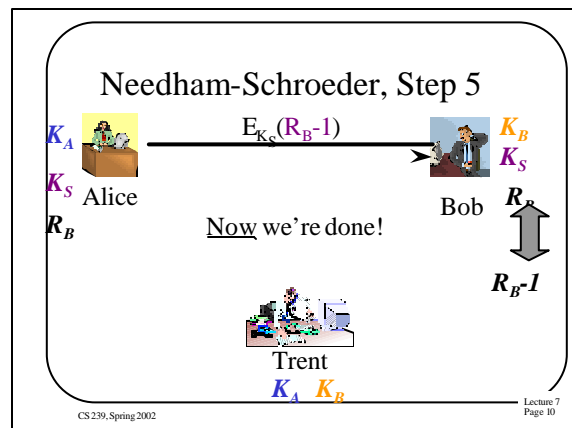 Needham-Schroeder, Step 5
K_A
E_{K_S}(R_B-1)
K_B
K_S
K_S
Alice
Bob
R_B
R_B
Now we're done!
R_B-1
Trent
K_A K_B
CS 239, Spring 2002
Lecture 7
Page 10